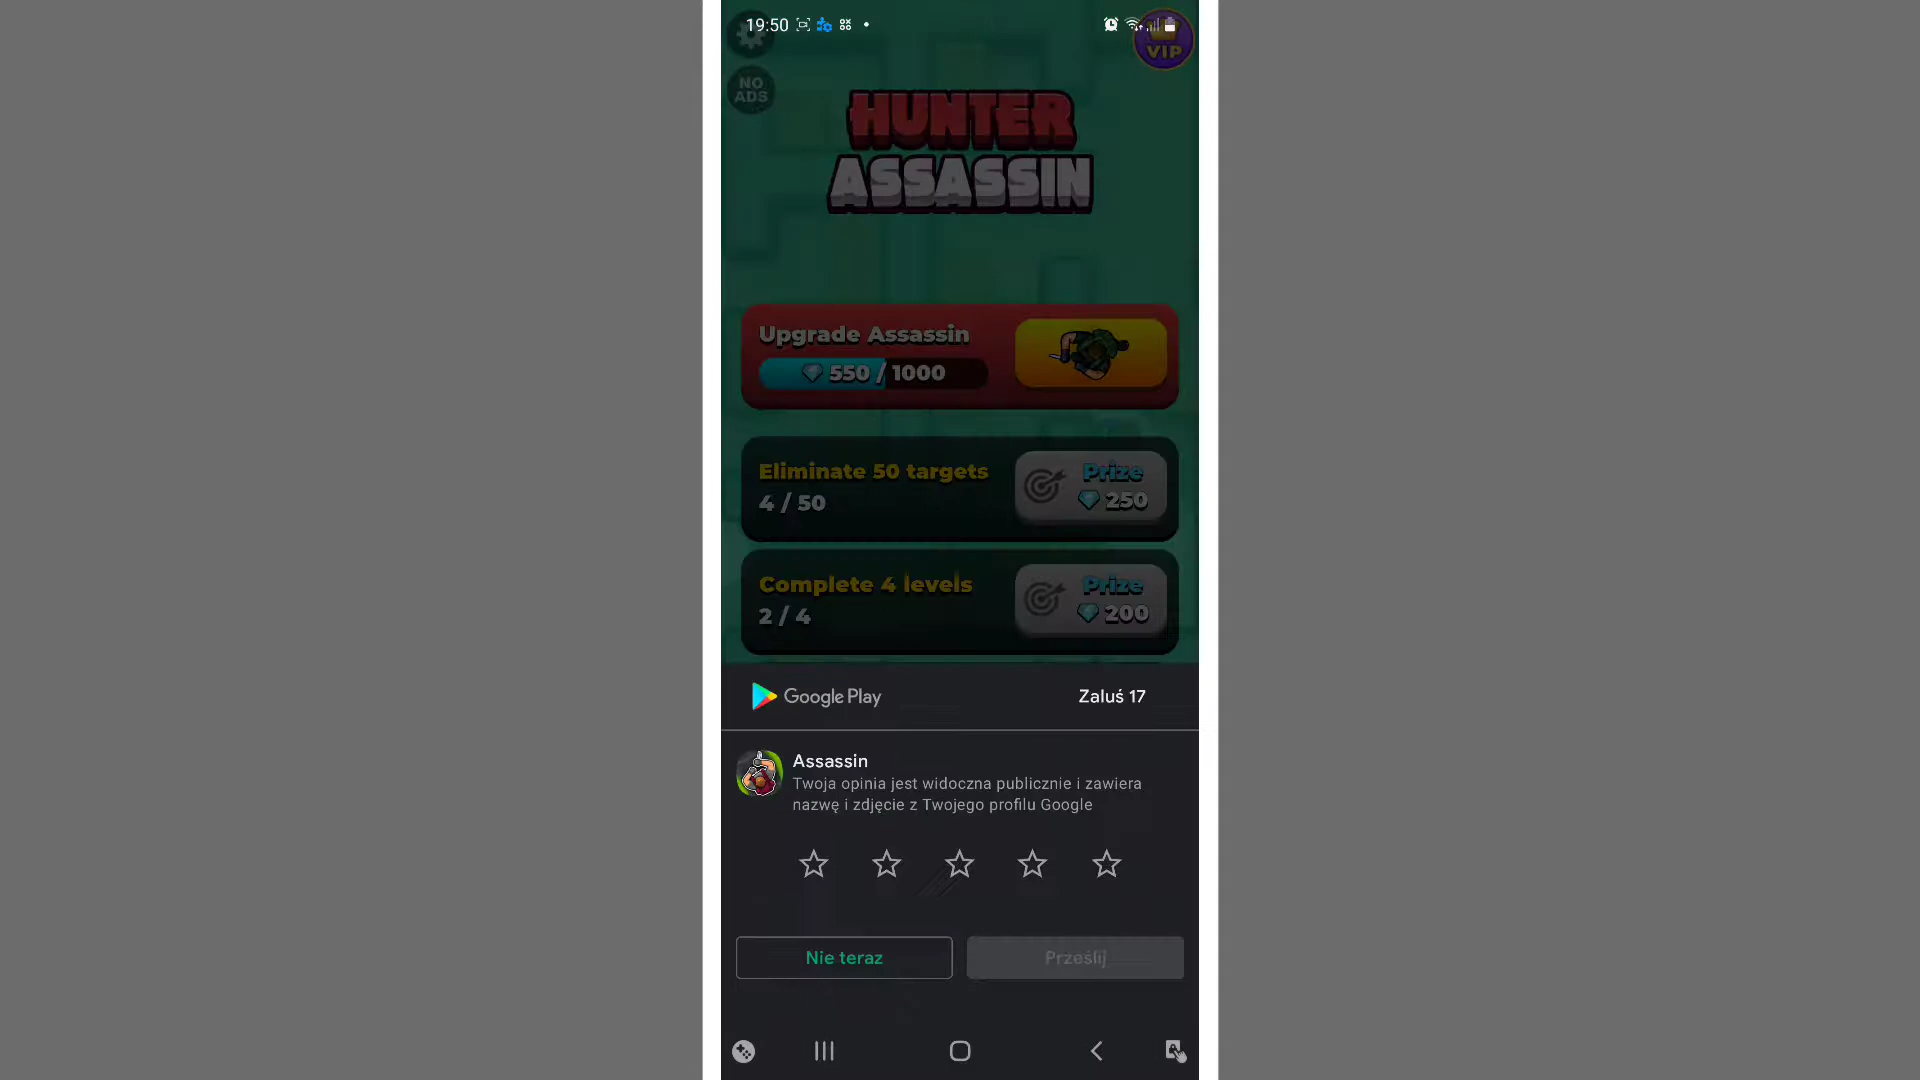 19:50
VIP
NO
ADS
HUNTER
ASSASSIN
Upgrade Assassin
550 / 1000
Eliminate 50 targets
4 / 50
Prize
250
Complete 4 levels
2 / 4
Prize
200
Google Play
Zaluś 17
Assassin
Twoja opinia jest widoczna publicznie i zawiera
nazwę i zdjęcie z Twojego profilu Google
Nie teraz
Prześlij